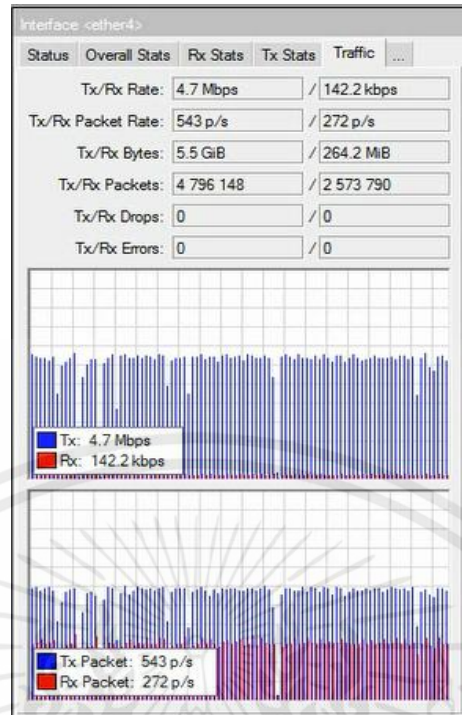 Interface <ether4>
Status Overall Stats Rx Stats Tx Stats Traffic ...
Tx/Rx Rate: 4.7 Mbps / 142.2 kbps
Tx/Rx Packet Rate: 543 p/s / 272 p/s
Tx/Rx Bytes: 5.5 GiB / 264.2 MiB
Tx/Rx Packets: 4 796 148 / 2 573 790
Tx/Rx Drops: 0 / 0
Tx/Rx Errors: 0 / 0
Tx: 4.7 Mbps
Rx: 142.2 kbps
Tx Packet: 543 p/s
Rx Packet: 272 p/s